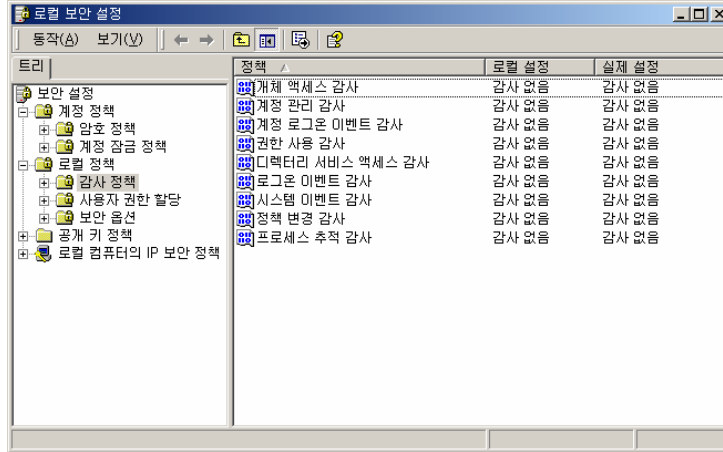 로컬 보안 설정
동작(A) 보기(V)
트리
보안 설정
계정 정책
암호 정책
계정 잠금 정책
로컬 정책
감사 정책
사용자 권한 할당
보안 옵션
공개 키 정책
로컬 컴퓨터의 IP 보안 정책
정책 로컬 설정 실제 설정
개체 액세스 감사 감사 없음 감사 없음
계정 관리 감사 감사 없음 감사 없음
계정 로그온 이벤트 감사 감사 없음 감사 없음
권한 사용 감사 감사 없음 감사 없음
디렉터리 서비스 액세스 감사 감사 없음 감사 없음
로그온 이벤트 감사 감사 없음 감사 없음
시스템 이벤트 감사 감사 없음 감사 없음
정책 변경 감사 감사 없음 감사 없음
프로세스 추적 감사 감사 없음 감사 없음